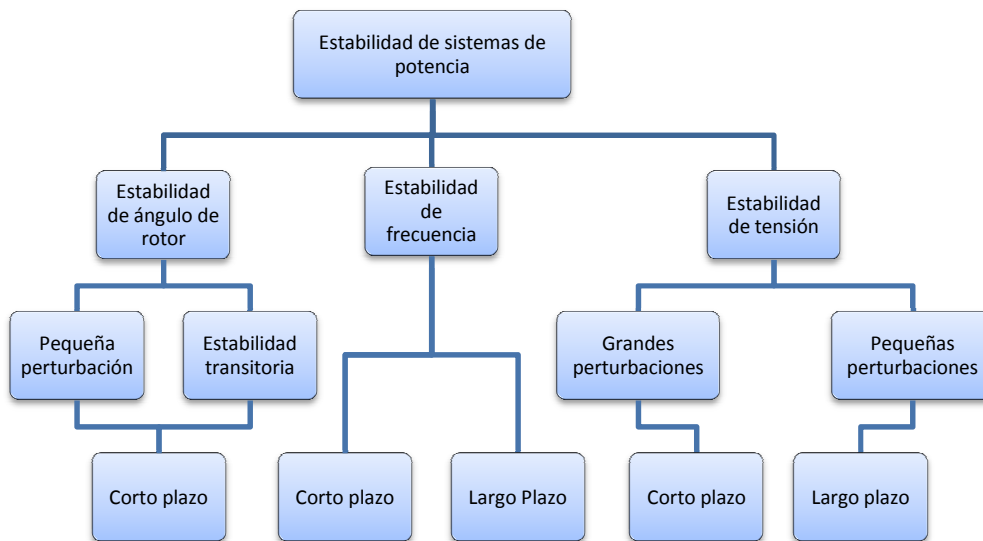 Estabilidad de sistemas de
potencia
Estabilidad
de ángulo de
rotor
Estabilidad
de
frecuencia
Estabilidad
de tensión
Pequeña
perturbación
Estabilidad
transitoria
Grandes
perturbaciones
Pequeñas
perturbaciones
Corto plazo
Corto plazo
Largo Plazo
Corto plazo
Largo plazo